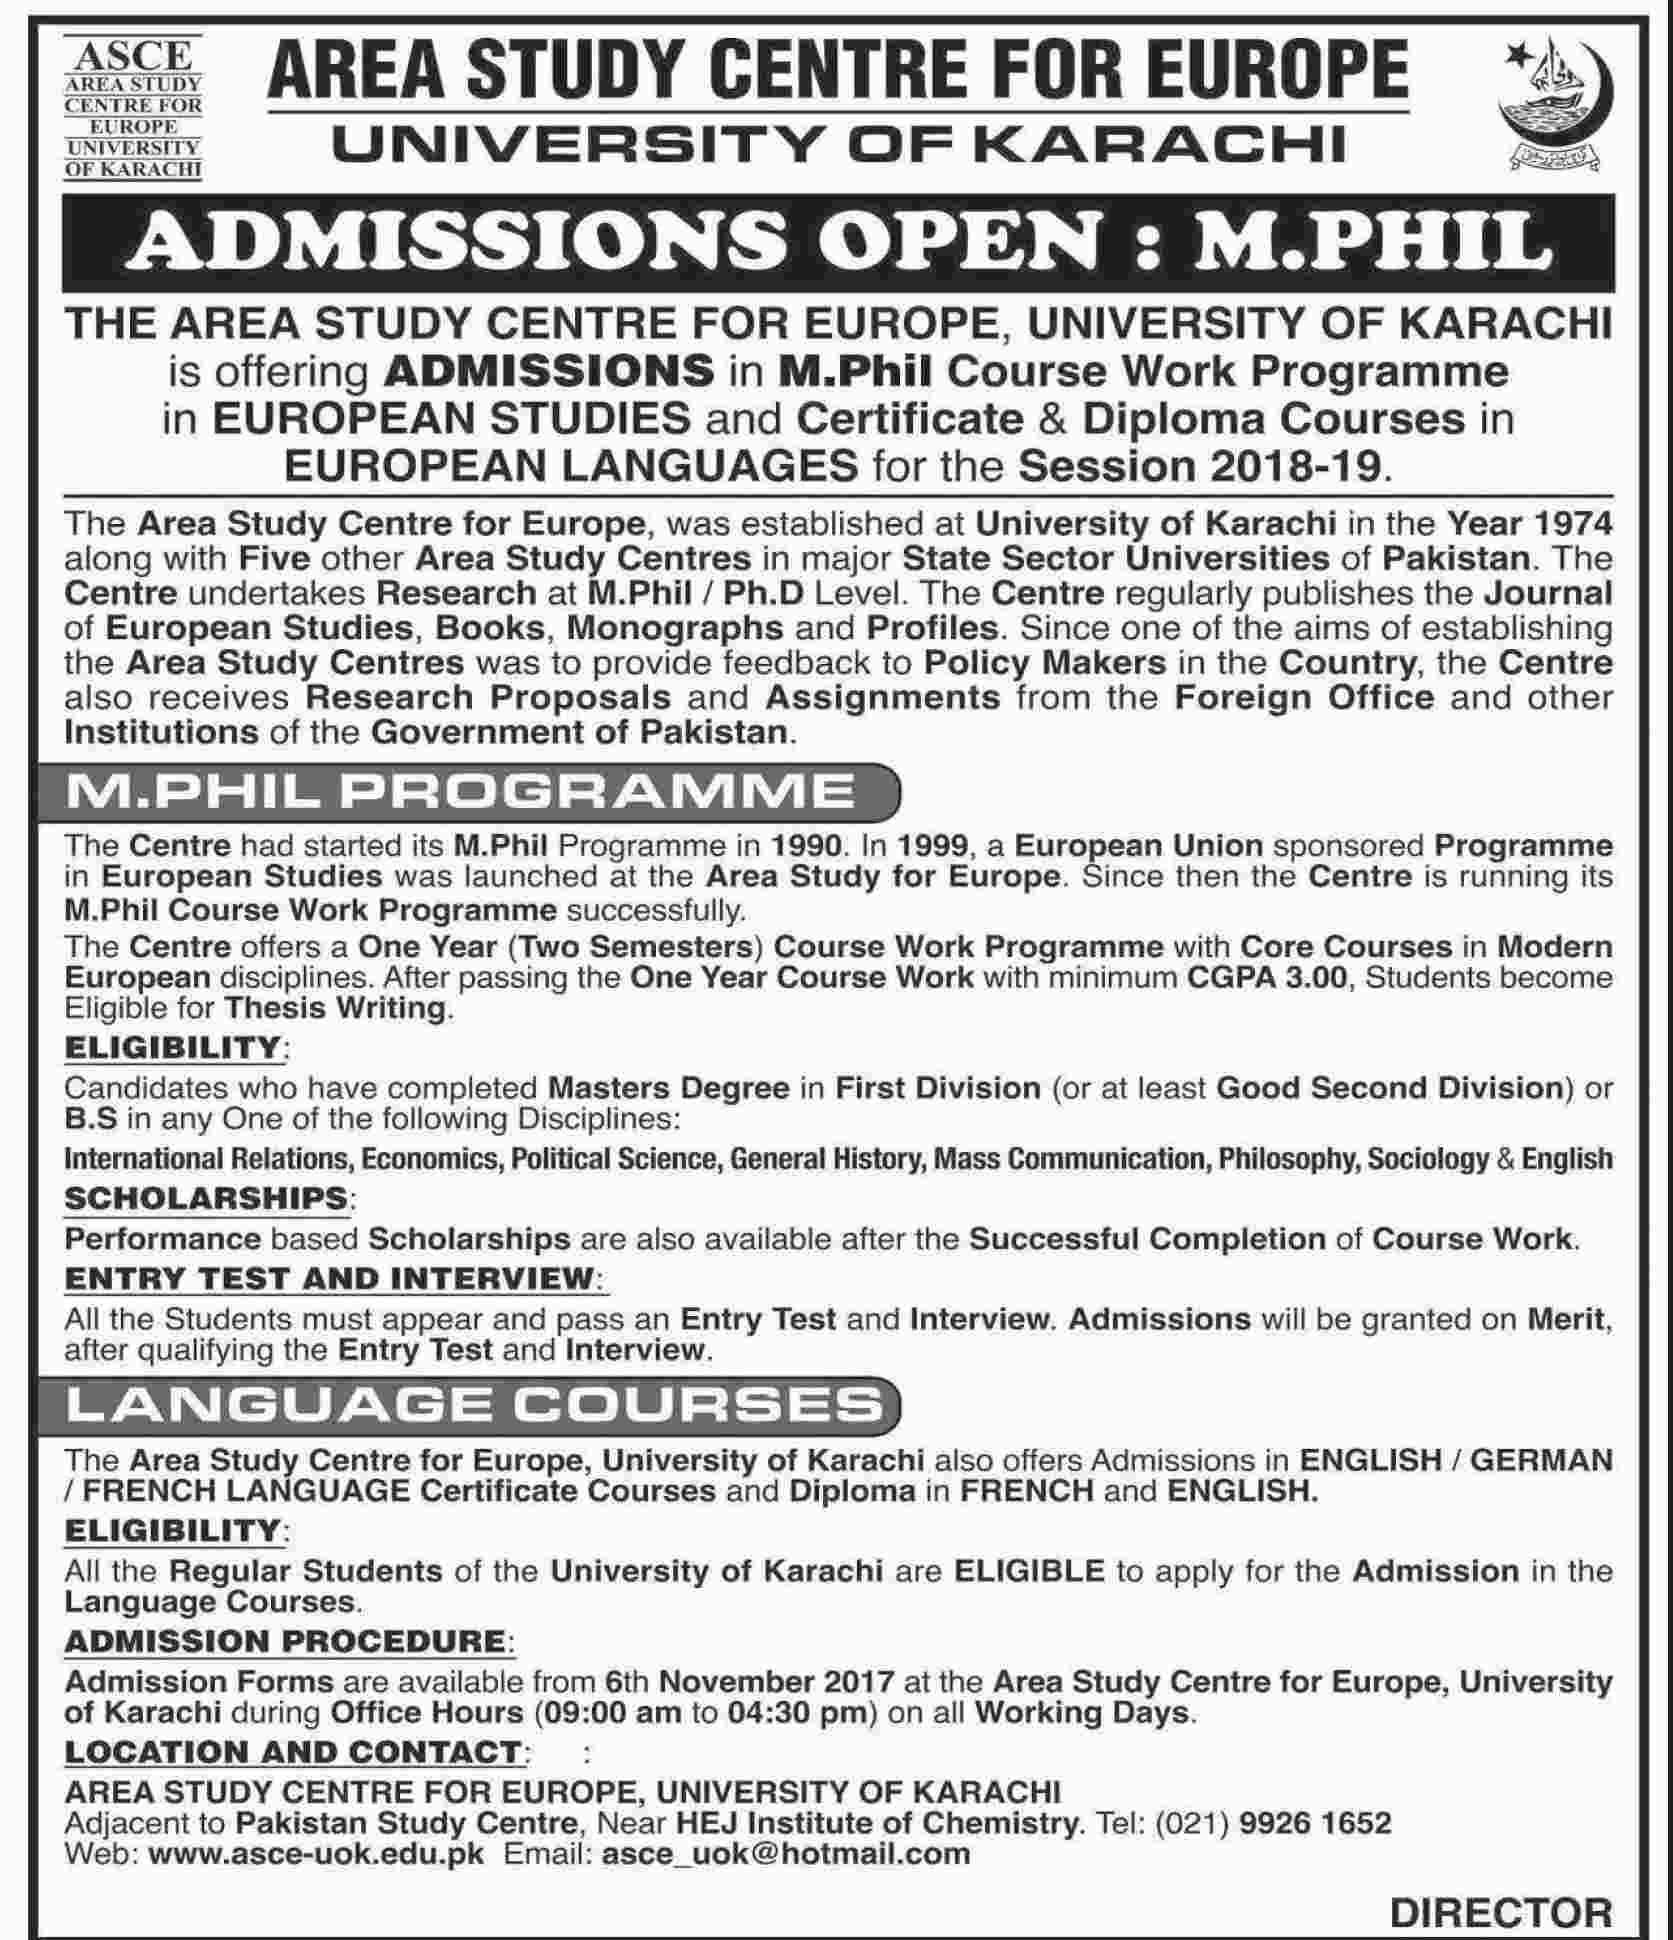 ASCE
AREA STUDY
CENTRE FOR
EUROPE
UNIVERSITY
OF KARACHI
AREA STUDY CENTRE FOR EUROPE
UNIVERSITY OF KARACHI
ADMISSIONS OPEN : M.PHIL
THE AREA STUDY CENTRE FOR EUROPE, UNIVERSITY OF KARACHI
is offering ADMISSIONS in M.Phil Course Work Programme
in EUROPEAN STUDIES and Certificate & Diploma Courses in
EUROPEAN LANGUAGES for the Session 2018-19.
The Area Study Centre for Europe, was established at University of Karachi in the Year 1974
along with Five other Area Study Centres in major State Sector Universities of Pakistan. The
Centre undertakes Research at M.Phil / Ph.D Level. The Centre regularly publishes the Journal
of European Studies, Books, Monographs and Profiles. Since one of the aims of establishing
the Area Study Centres was to provide feedback to Policy Makers in the Country, the Centre
also receives Research Proposals and Assignments from the Foreign Office and other
Institutions of the Government of Pakistan.
M.PHIL PROGRAMME
The Centre had started its M.Phil Programme in 1990. In 1999, a European Union sponsored Programme
in European Studies was launched at the Area Study for Europe. Since then the Centre is running its
M.Phil Course Work Programme successfully.
The Centre offers a One Year (Two Semesters) Course Work Programme with Core Courses in Modern
European disciplines. After passing the One Year Course Work with minimum CGPA 3.00, Students become
Eligible for Thesis Writing.
ELIGIBILITY:
Candidates who have completed Masters Degree in First Division (or at least Good Second Division) or
B.S in any One of the following Disciplines:
International Relations, Economics, Political Science, General History, Mass Communication, Philosophy, Sociology & English
SCHOLARSHIPS:
Performance based Scholarships are also available after the Successful Completion of Course Work.
ENTRY TEST AND INTERVIEW:
All the Students must appear and pass an Entry Test and Interview. Admissions will be granted on Merit,
after qualifying the Entry Test and Interview.
LANGUAGE COURSES
The Area Study Centre for Europe, University of Karachi also offers Admissions in ENGLISH / GERMAN
/ FRENCH LANGUAGE Certificate Courses and Diploma in FRENCH and ENGLISH.
ELIGIBILITY:
All the Regular Students of the University of Karachi are ELIGIBLE to apply for the Admission in the
Language Courses.
ADMISSION PROCEDURE:
Admission Forms are available from 6th November 2017 at the Area Study Centre for Europe, University
of Karachi during Office Hours (09:00 am to 04:30 pm) on all Working Days.
LOCATION AND CONTACT: :
AREA STUDY CENTRE FOR EUROPE, UNIVERSITY OF KARACHI
Adjacent to Pakistan Study Centre, Near HEJ Institute of Chemistry. Tel: (021) 9926 1652
Web: www.asce-uok.edu.pk Email: asce_uok@hotmail.com
DIRECTOR